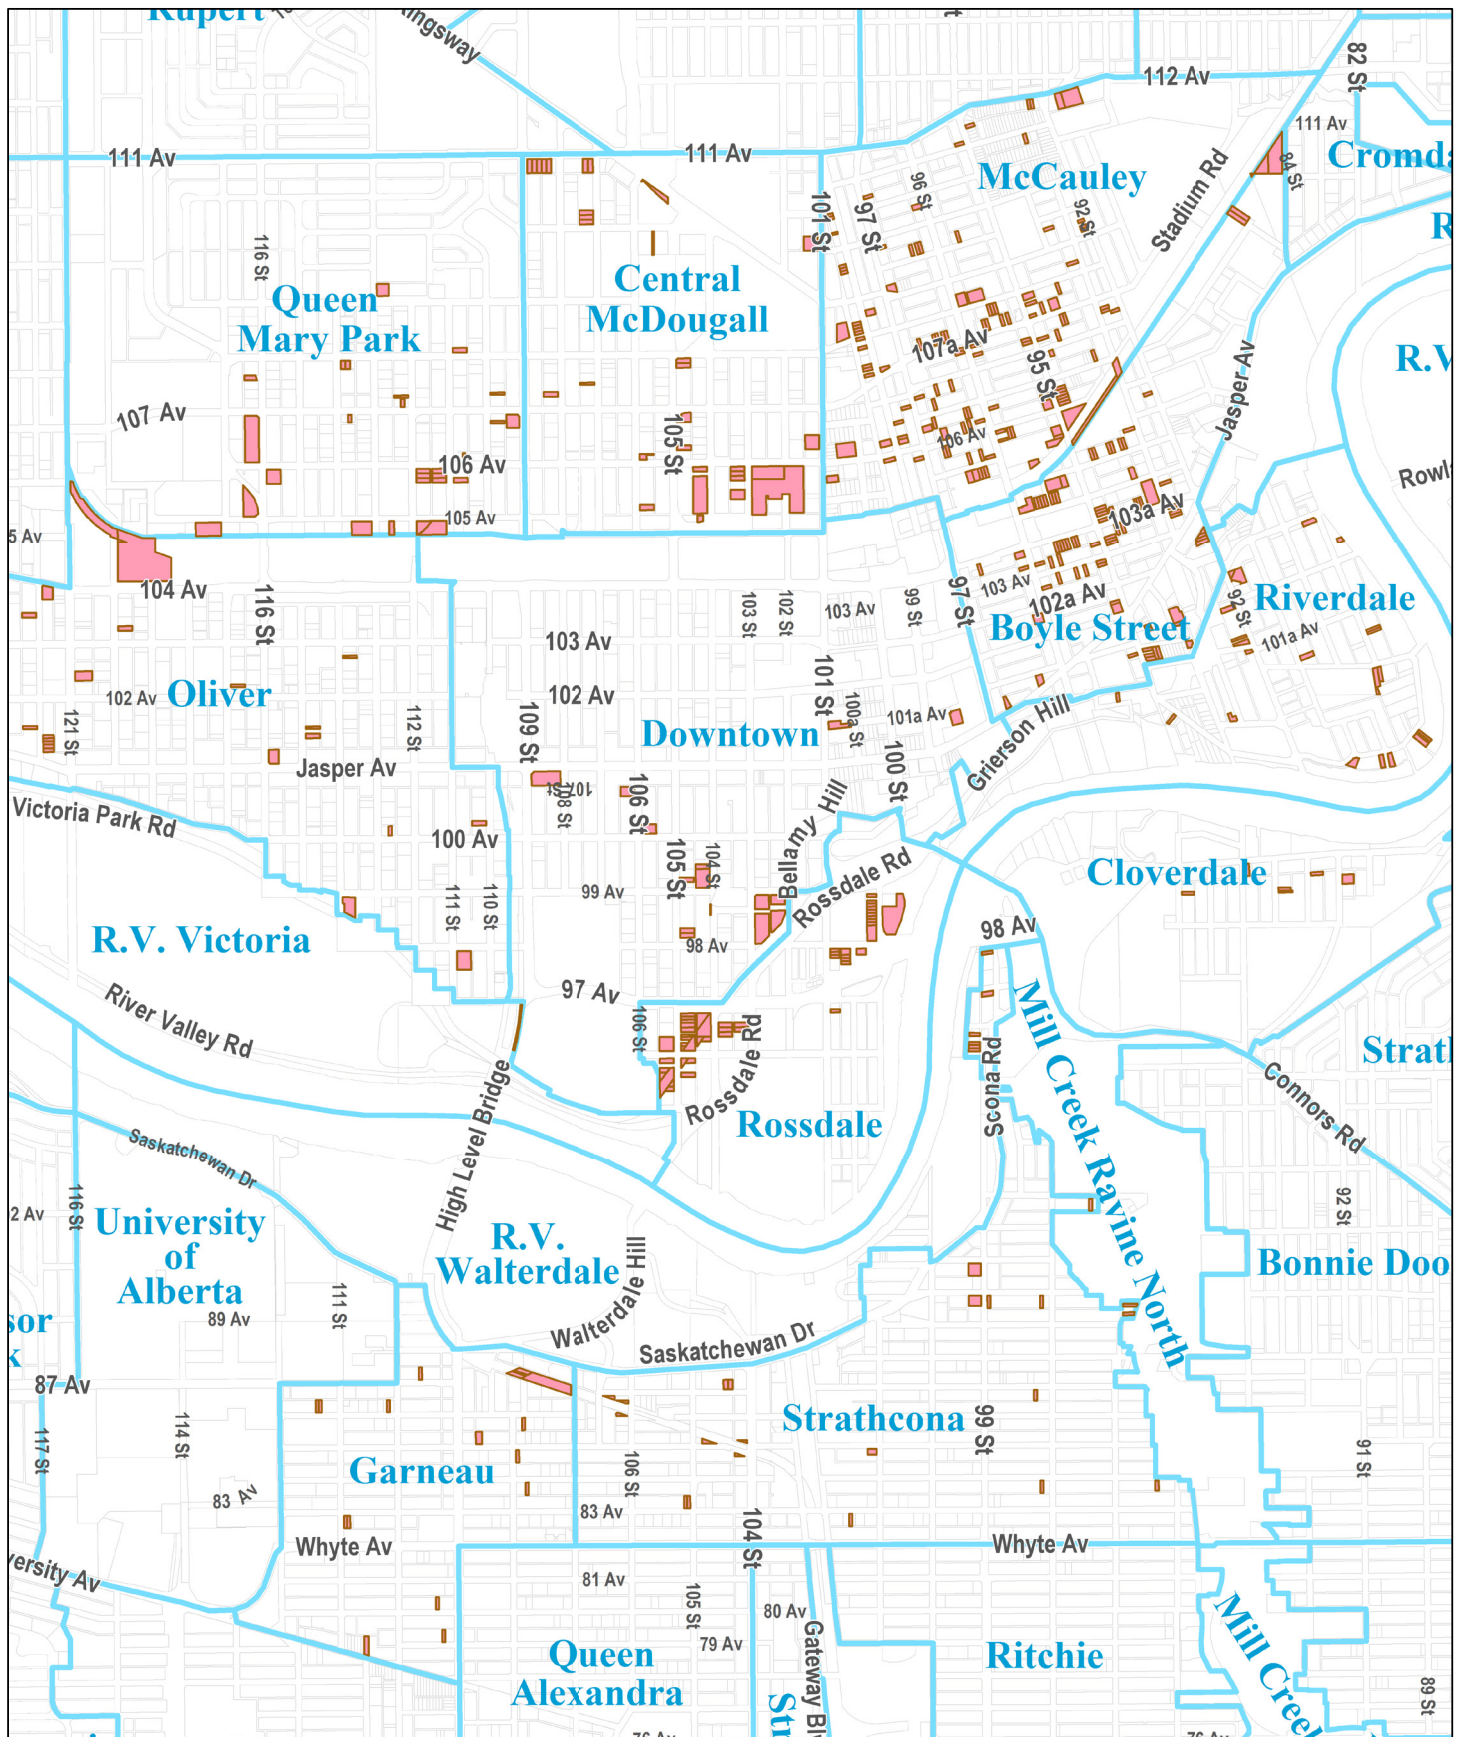 Rupert
82 St
112 Av
111 Av
111 Av
111 Av
Stadium Rd
84 St
McCauley
96 St
92 St
101 St
97 St
116 St
Queen
Mary Park
Central
McDougall
107a Av
95 St
Jasper Av
107 Av
105 St
106 Av
106 Av
105 Av
103a Av
104 Av
116 St
103 St
102 St
103 Av
99 St
97 St
103 Av
102a Av
Boyle Street
92 St
Riverdale
101a Av
103 Av
102 Av
102 Av
Oliver
121 St
112 St
109 St
Downtown
101 St
100a St
101a Av
100 St
Grierson Hill
Jasper Av
107 St
108 St
106 St
Victoria Park Rd
100 Av
Bellamy Hill
105 St
104 St
Rossdale Rd
Cloverdale
99 Av
111 St
110 St
98 Av
98 Av
R.V. Victoria
97 Av
River Valley Rd
106 St
Rossdale Rd
Scona Rd
Mill Creek Ravine North
Connors Rd
High Level Bridge
Rossdale
Saskatchewan Dr
116 St
92 St
University
of
Alberta
R.V.
Walterdale
Walterdale Hill
Bonnie Doo
111 St
89 Av
Saskatchewan Dr
87 Av
Strathcona
99 St
114 St
117 St
Garneau
106 St
91 St
83 Av
83 Av
104 St
Whyte Av
Whyte Av
81 Av
105 St
80 Av
79 Av
Gateway Blv
Queen
Alexandra
Ritchie
Mill Creek
89 St